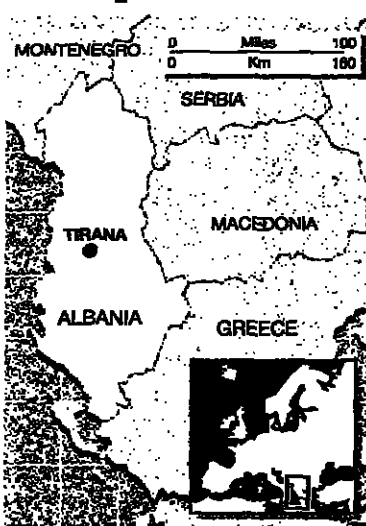 MONTENEGRO
0 Miles 100
0 Km 160
SERBIA
MACEDONIA
TIRANA
ALBANIA
GREECE